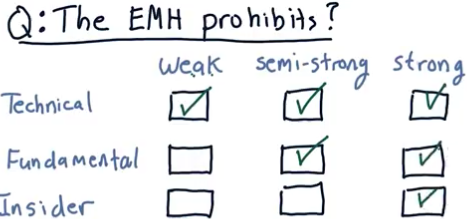 Q: The EMH prohibits?
weak semi-strong strong
Technical
Fundamental
Insider